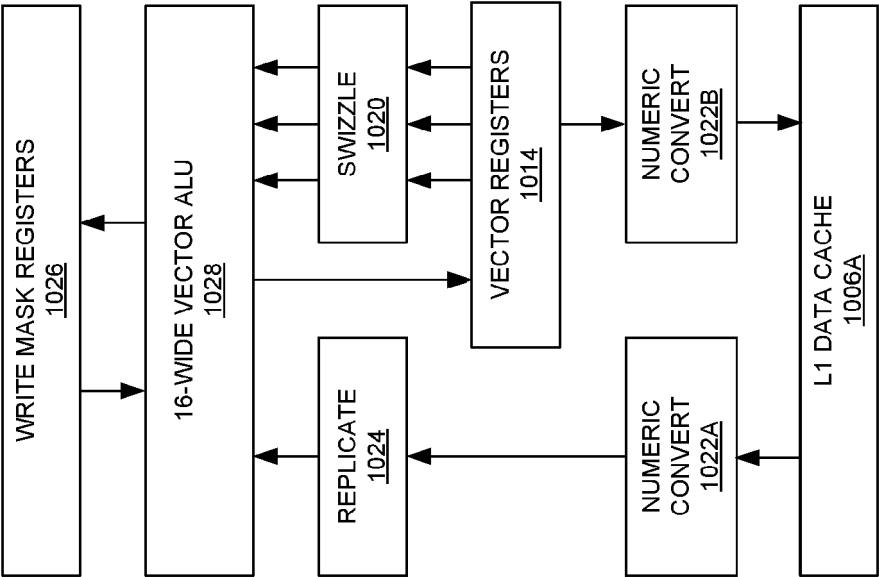 WRITE MASK REGISTERS
1026
16-WIDE VECTOR ALU
1028
REPLICATE
1024
SWIZZLE
1020
VECTOR REGISTERS
1014
NUMERIC
CONVERT
1022A
NUMERIC
CONVERT
1022B
L1 DATA CACHE
1006A